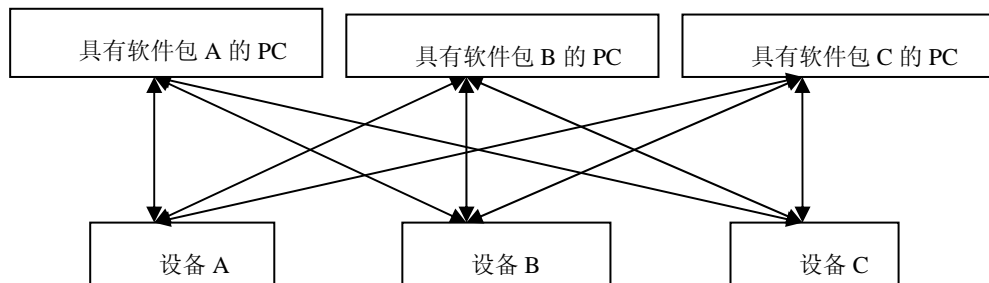 具有软件包 A 的 PC
具有软件包 B 的 PC
具有软件包 C 的 PC
设备 A
设备 B
设备 C